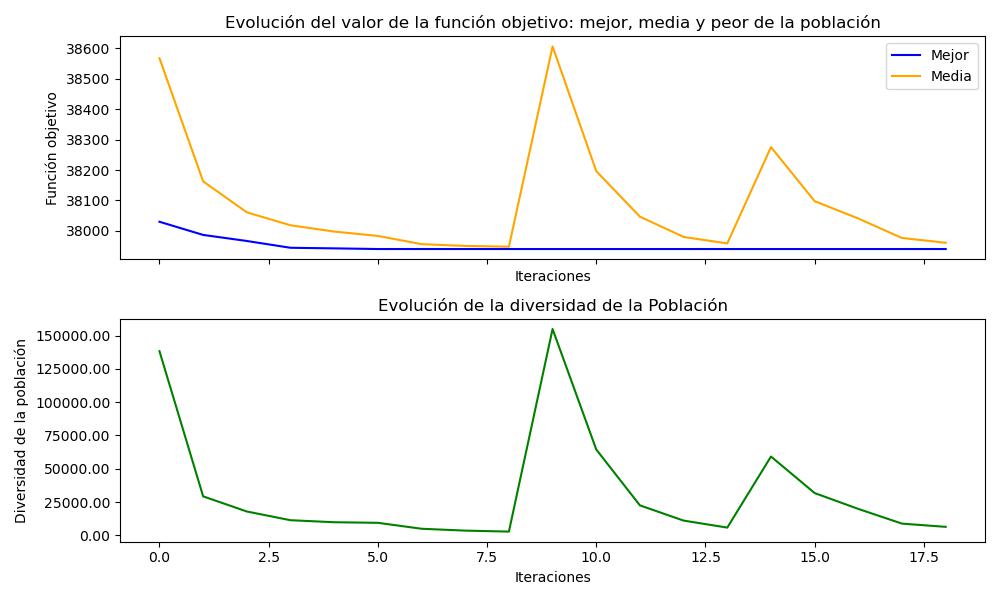 Evolución del valor de la función objetivo: mejor, media y peor de la población
Función objetivo
38600
38500
38400
38300
38200
38100
38000
Mejor
Media
Iteraciones
Evolución de la diversidad de la Población
Diversidad de la población
150000.00
125000.00
100000.00
75000.00
50000.00
25000.00
0.00
0.0 2.5 5.0 7.5 10.0 12.5 15.0 17.5
Iteraciones